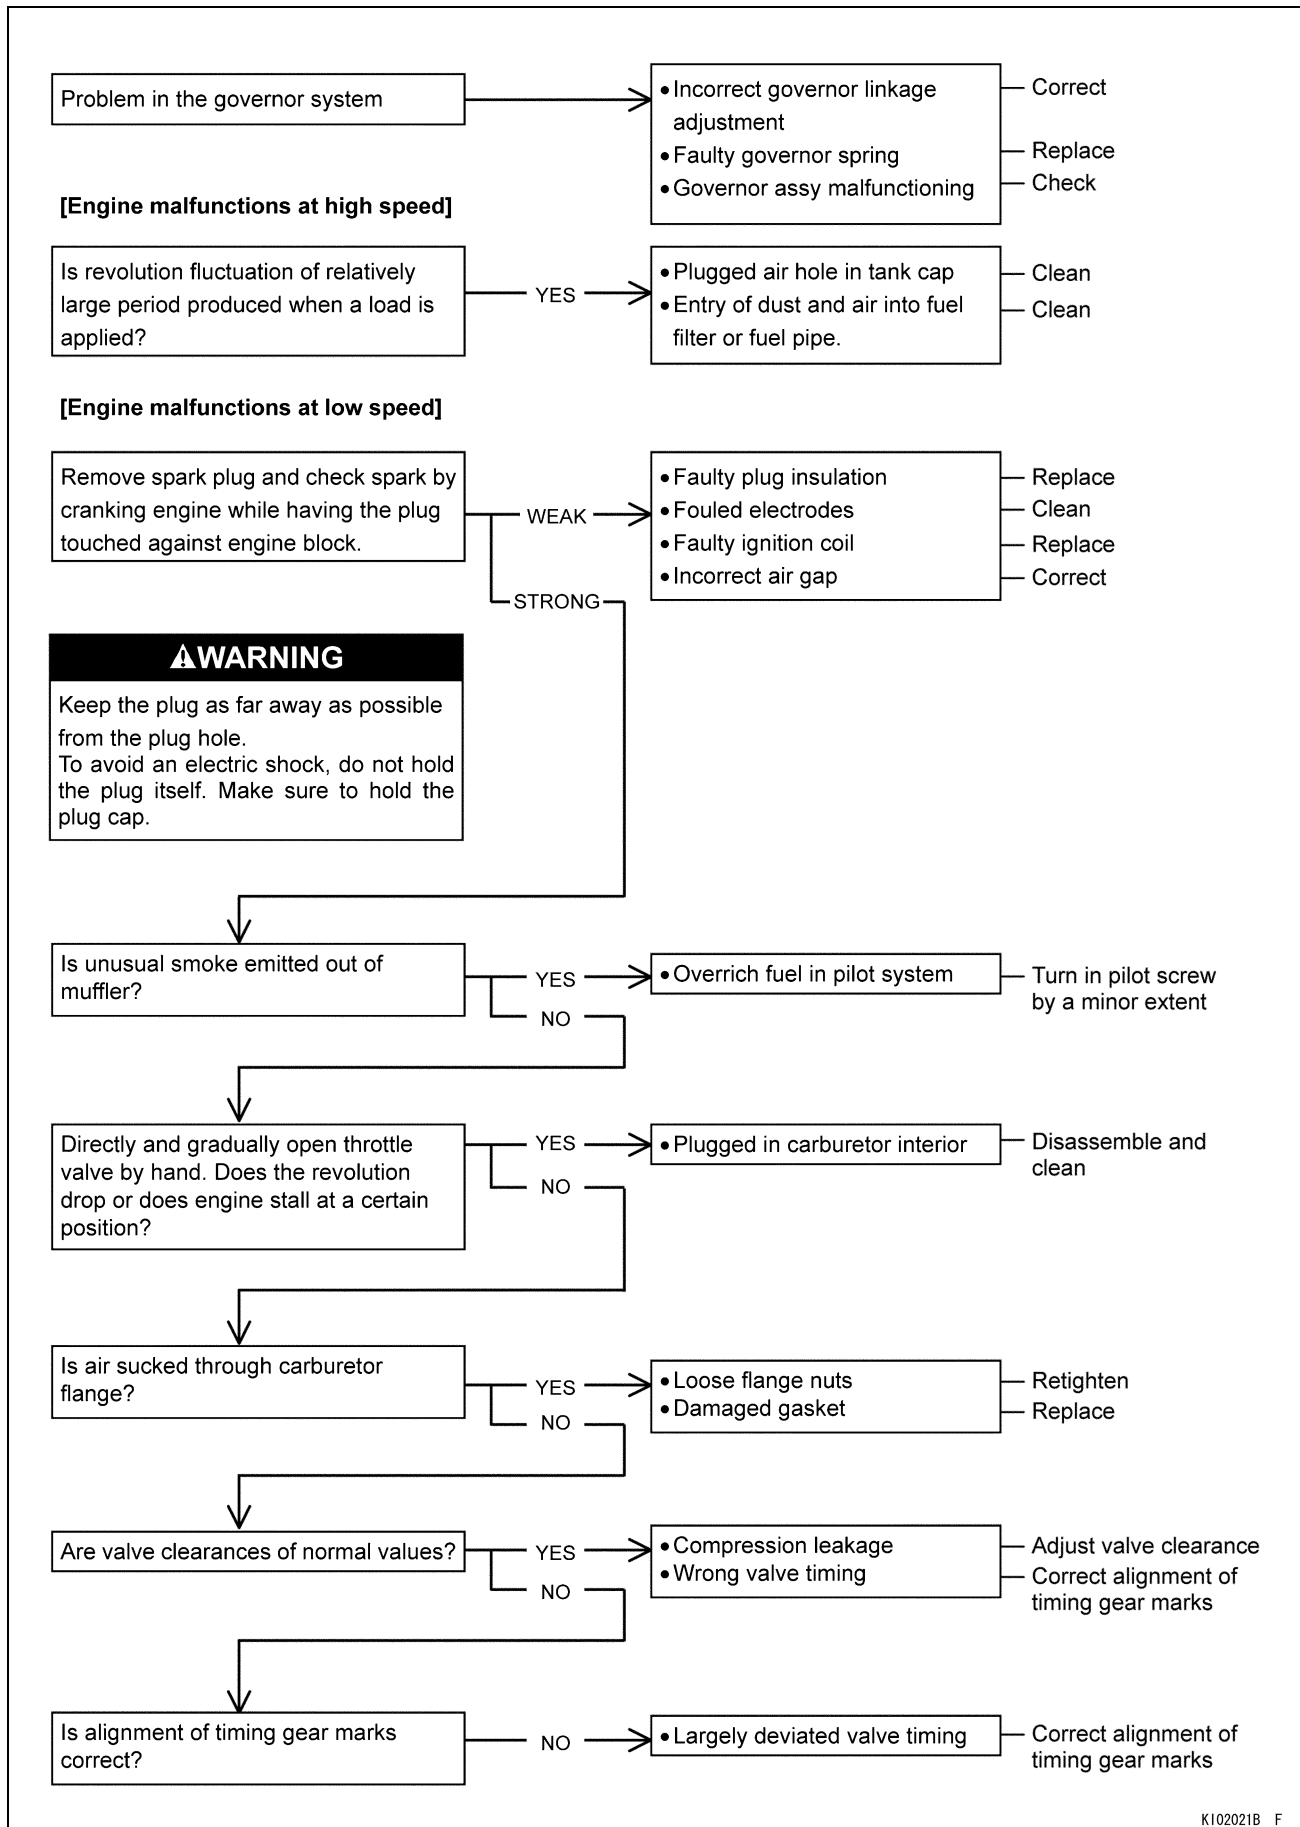 Problem in the governor system
• Incorrect governor linkage
adjustment
• Faulty governor spring
• Governor assy malfunctioning
Correct
Replace
Check
[Engine malfunctions at high speed]
Is revolution fluctuation of relatively
large period produced when a load is
applied?
YES
• Plugged air hole in tank cap
• Entry of dust and air into fuel
filter or fuel pipe.
Clean
Clean
[Engine malfunctions at low speed]
Remove spark plug and check spark by
cranking engine while having the plug
touched against engine block.
WEAK
STRONG
• Faulty plug insulation
• Fouled electrodes
• Faulty ignition coil
• Incorrect air gap
Replace
Clean
Replace
Correct
⚠WARNING
Keep the plug as far away as possible
from the plug hole.
To avoid an electric shock, do not hold
the plug itself. Make sure to hold the
plug cap.
Is unusual smoke emitted out of
muffler?
YES
NO
• Overrich fuel in pilot system
Turn in pilot screw
by a minor extent
Directly and gradually open throttle
valve by hand. Does the revolution
drop or does engine stall at a certain
position?
YES
NO
• Plugged in carburetor interior
Disassemble and
clean
Is air sucked through carburetor
flange?
YES
NO
• Loose flange nuts
• Damaged gasket
Retighten
Replace
Are valve clearances of normal values?
YES
NO
• Compression leakage
• Wrong valve timing
Adjust valve clearance
Correct alignment of
timing gear marks
Is alignment of timing gear marks
correct?
NO
• Largely deviated valve timing
Correct alignment of
timing gear marks
KI02021B F